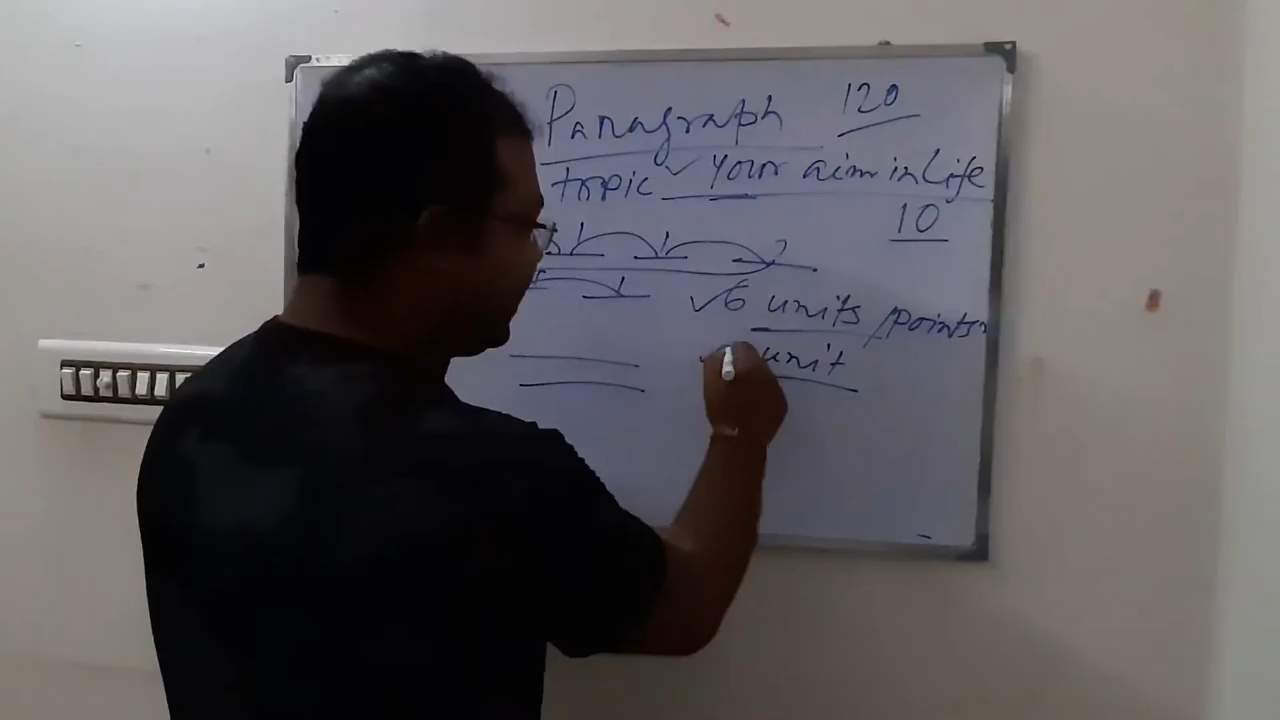 Paragraph 120
topic ✓ Your aim in Life
10
✓6 units /points
unit